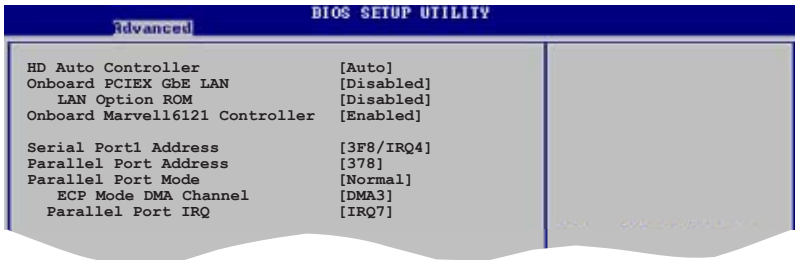 BIOS SETUP UTILITY
Advanced
HD Auto Controller [Auto]
Onboard PCIEX GbE LAN [Disabled]
LAN Option ROM [Disabled]
Onboard Marvell6121 Controller [Enabled]
Serial Port1 Address [3F8/IRQ4]
Parallel Port Address [378]
Parallel Port Mode [Normal]
ECP Mode DMA Channel [DMA3]
Parallel Port IRQ [IRQ7]